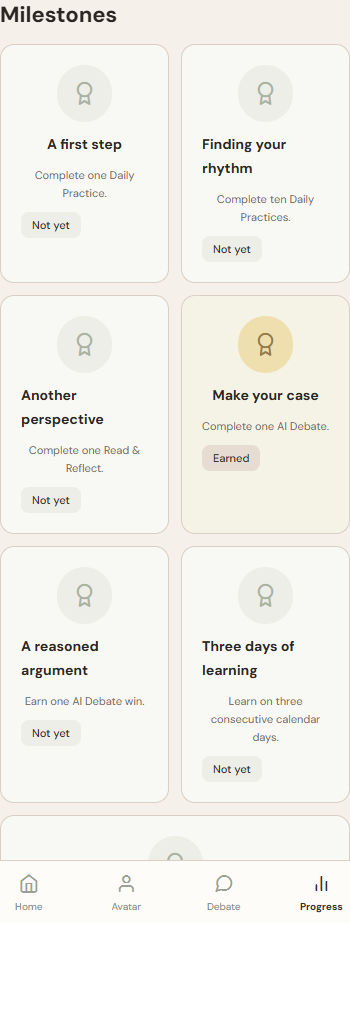 Milestones
A first step
Complete one Daily
Practice.
Not yet
Finding your
rhythm
Complete ten Daily
Practices.
Not yet
Another
perspective
Complete one Read &
Reflect.
Not yet
Make your case
Complete one AI Debate.
Earned
A reasoned
argument
Earn one AI Debate win.
Not yet
Three days of
learning
Learn on three
consecutive calendar
days.
Not yet
Home
Avatar
Debate
Progress